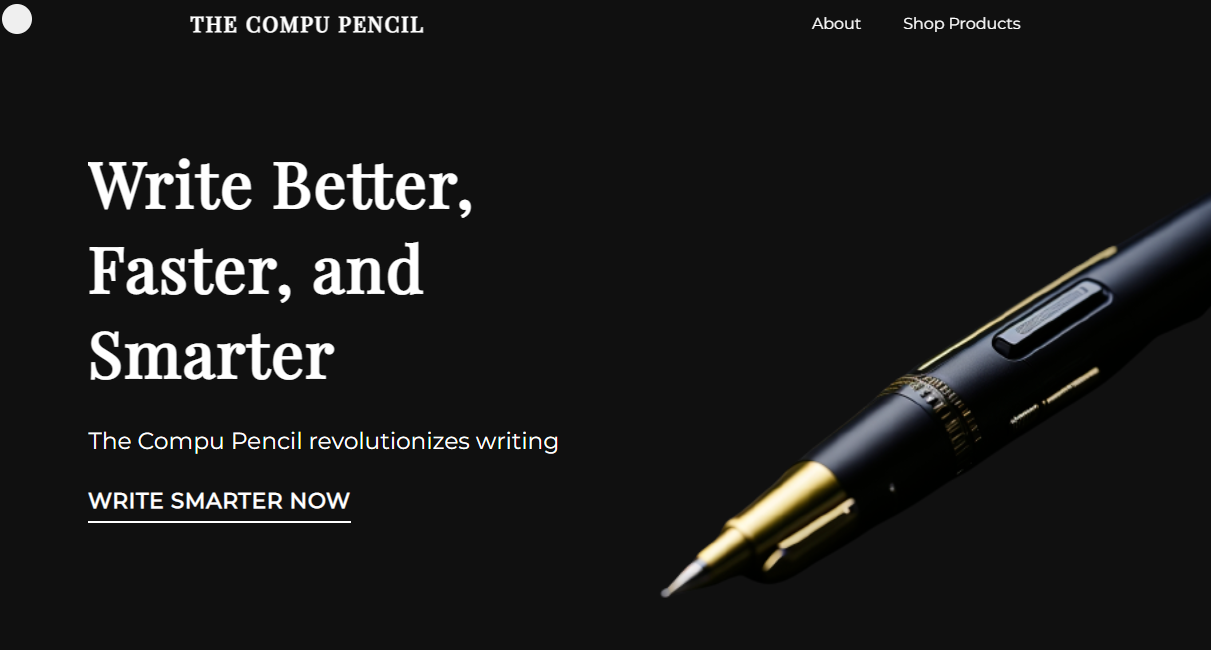 THE COMPU PENCIL
About
Shop Products
Write Better,
Faster, and
Smarter
The Compu Pencil revolutionizes writing
WRITE SMARTER NOW